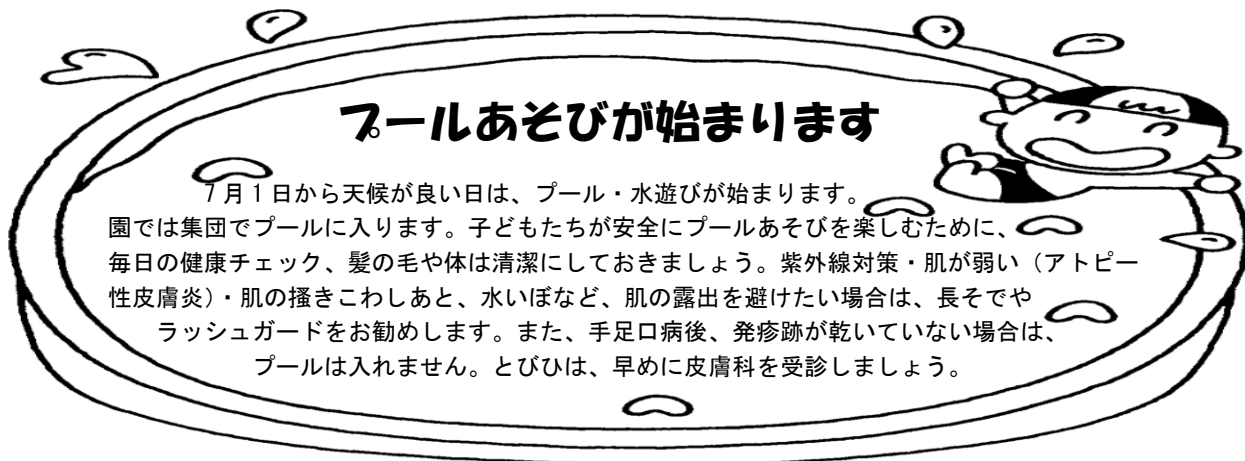 プールあそびが始まります
7月1日から天候が良い日は、プール・水遊びが始まります。
園では集団でプールに入ります。子どもたちが安全にプールあそびを楽しむために、
毎日の健康チェック、髪の毛や体は清潔にしておきましょう。紫外線対策・肌が弱い（アトピー
性皮膚炎）・肌の掻きこわしあと、水いぼなど、肌の露出を避けたい場合は、長そでや
ラッシュガードをお勧めします。また、手足口病後、発疹跡が乾いていない場合は、
プールは入れません。とびひは、早めに皮膚科を受診しましょう。